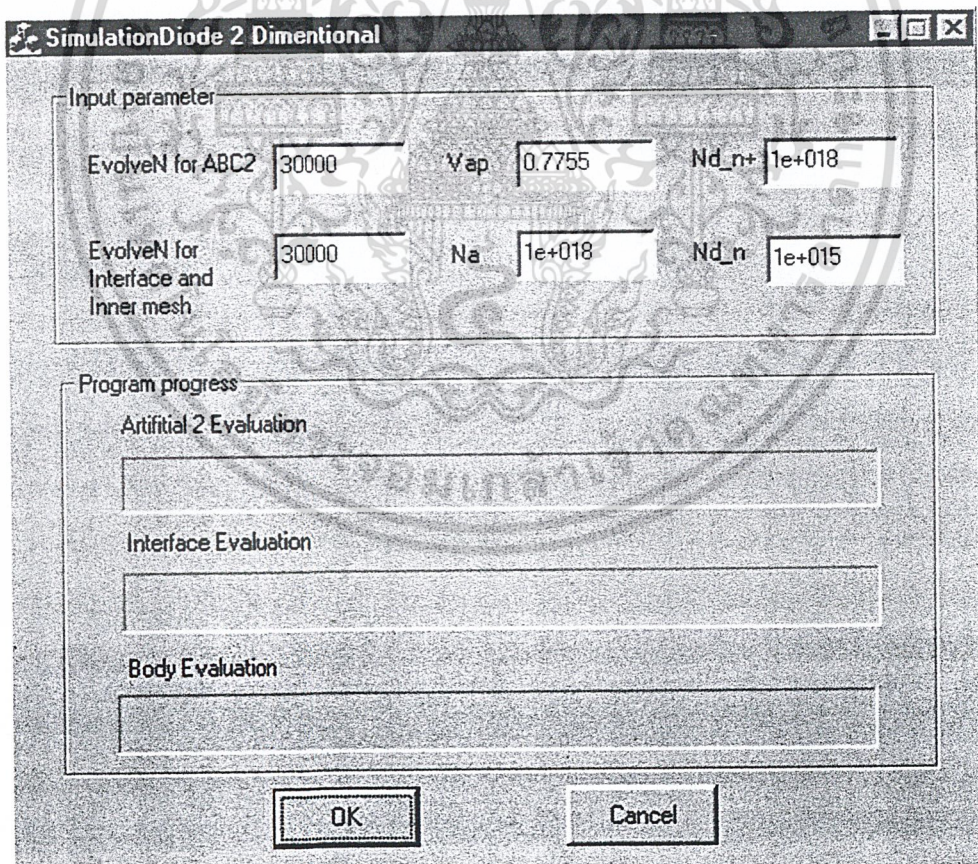 SimulationDiode 2 Dimentional
Input parameter
EvolveN for ABC2 30000 Vap 0.7755 Nd_n+ 1e+018
EvolveN for Interface and Inner mesh 30000 Na 1e+018 Nd_n 1e+015
Program progress
Artifitial 2 Evaluation
Interface Evaluation
Body Evaluation
OK Cancel